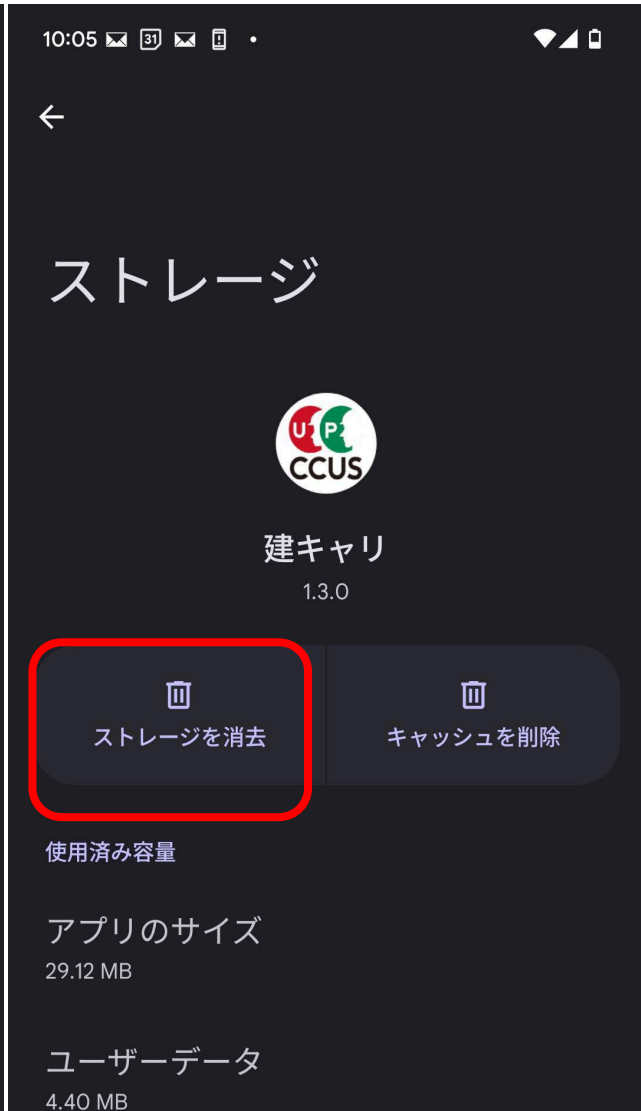 10:05
31
ストレージ
U P
CCUS
建キャリ
1.3.0
ストレージを消去
キャッシュを削除
使用済み容量
アプリのサイズ
29.12 MB
ユーザーデータ
4.40 MB